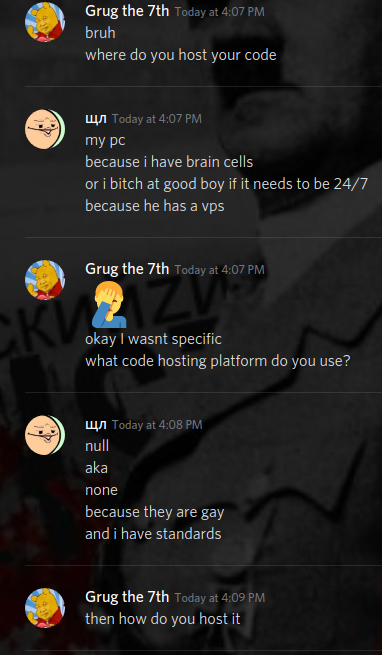 Grug the 7th Today at 4:07 PM
bruh
where do you host your code
щл Today at 4:07 PM
my pc
because i have brain cells
or i bitch at good boy if it needs to be 24/7
because he has a vps
Grug the 7th Today at 4:07 PM
okay I wasnt specific
what code hosting platform do you use?
щл Today at 4:08 PM
null
aka
none
because they are gay
and i have standards
Grug the 7th Today at 4:09 PM
then how do you host it